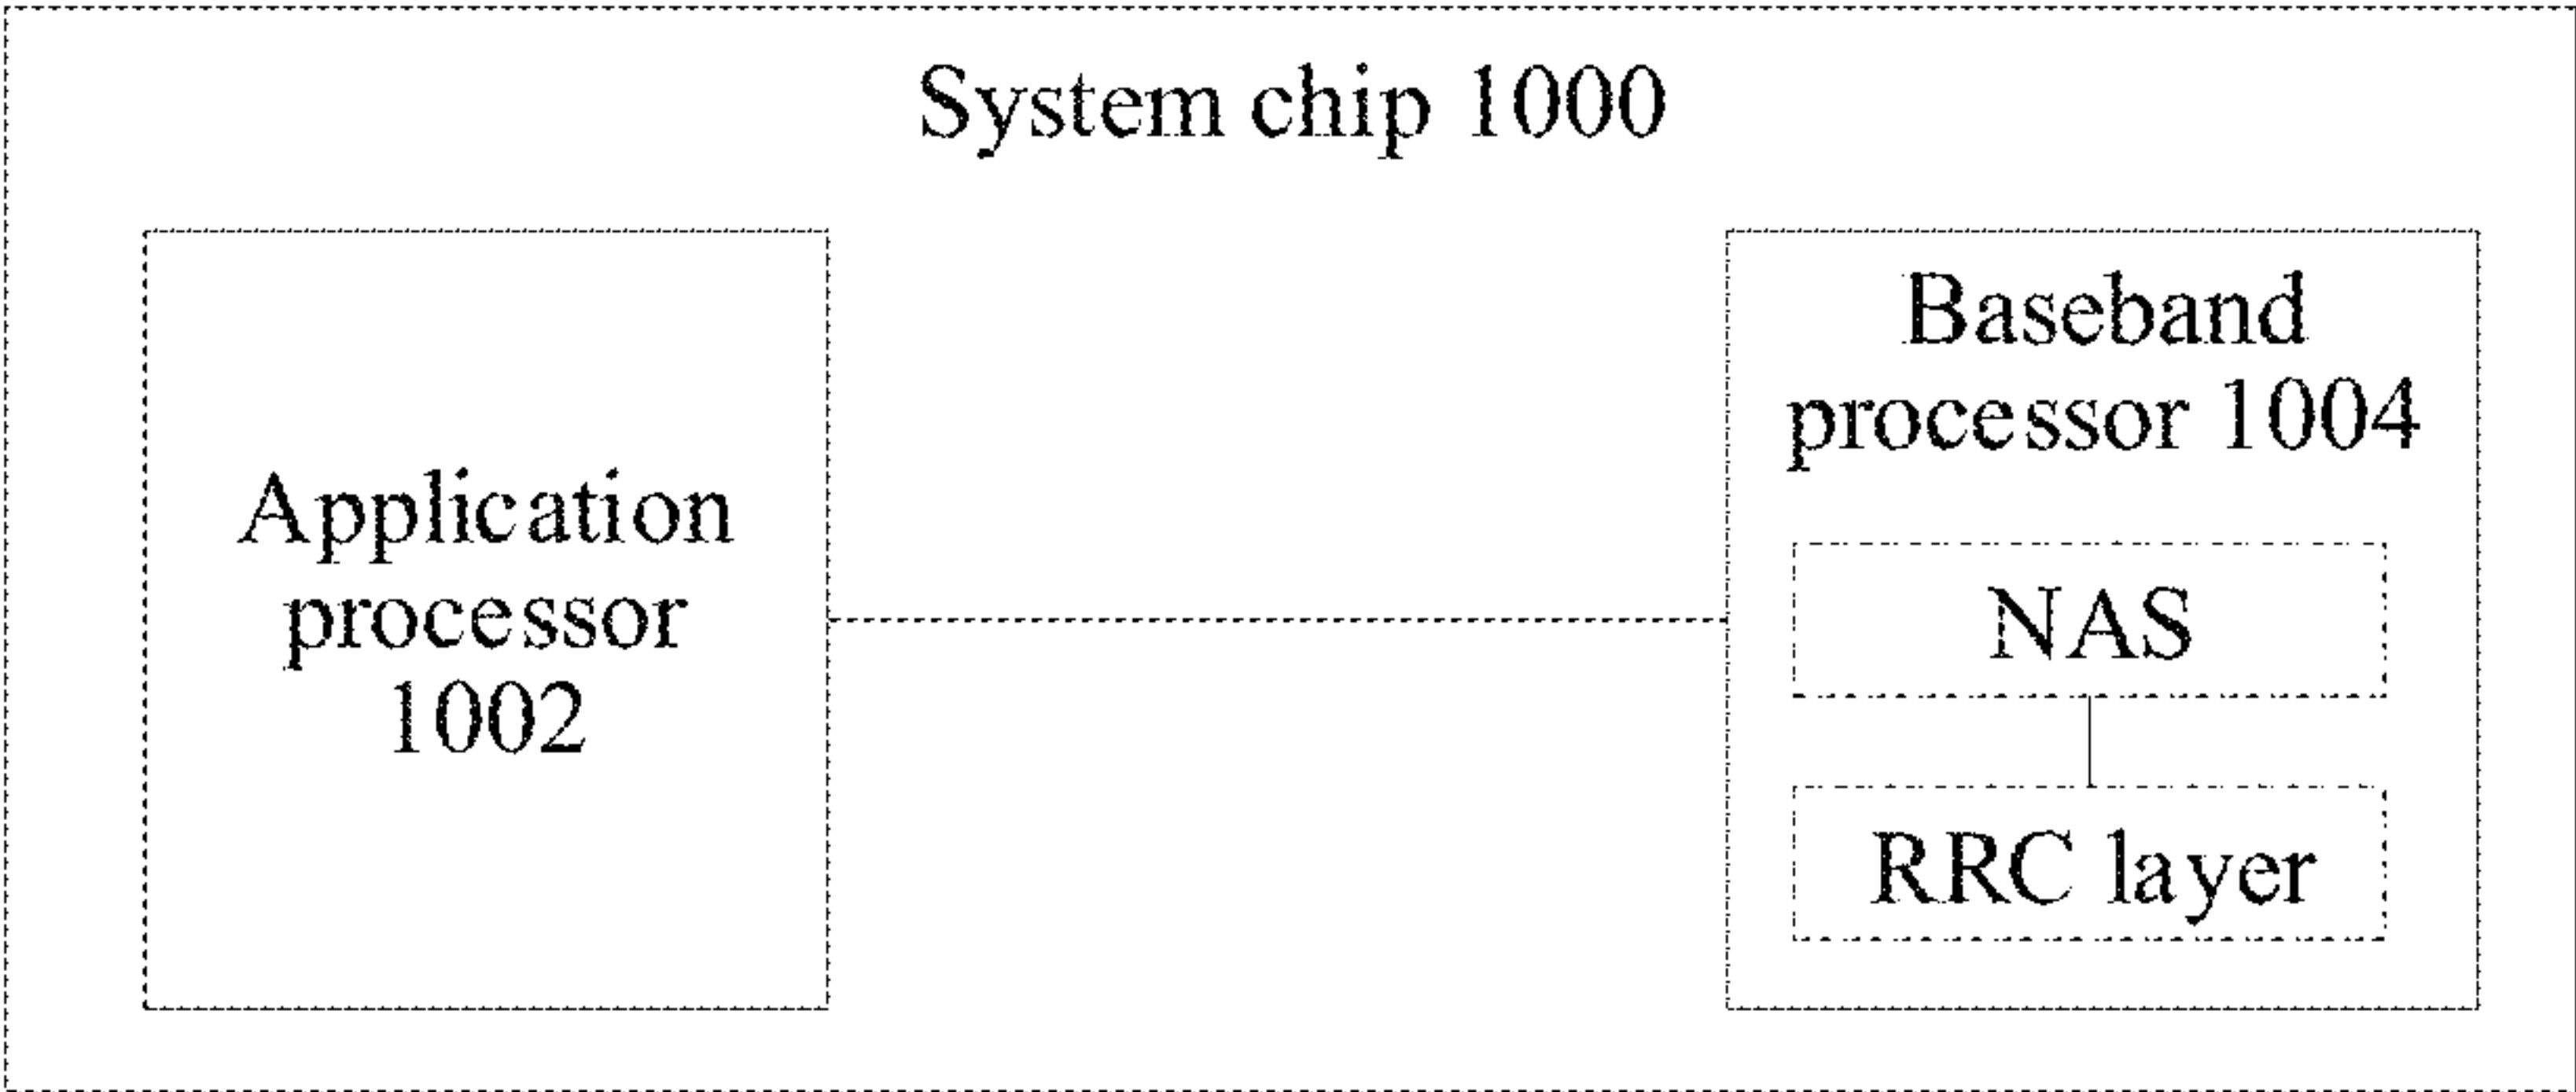 System chip 1000
Application
processor
1002
Baseband
processor 1004
NAS
RRC layer